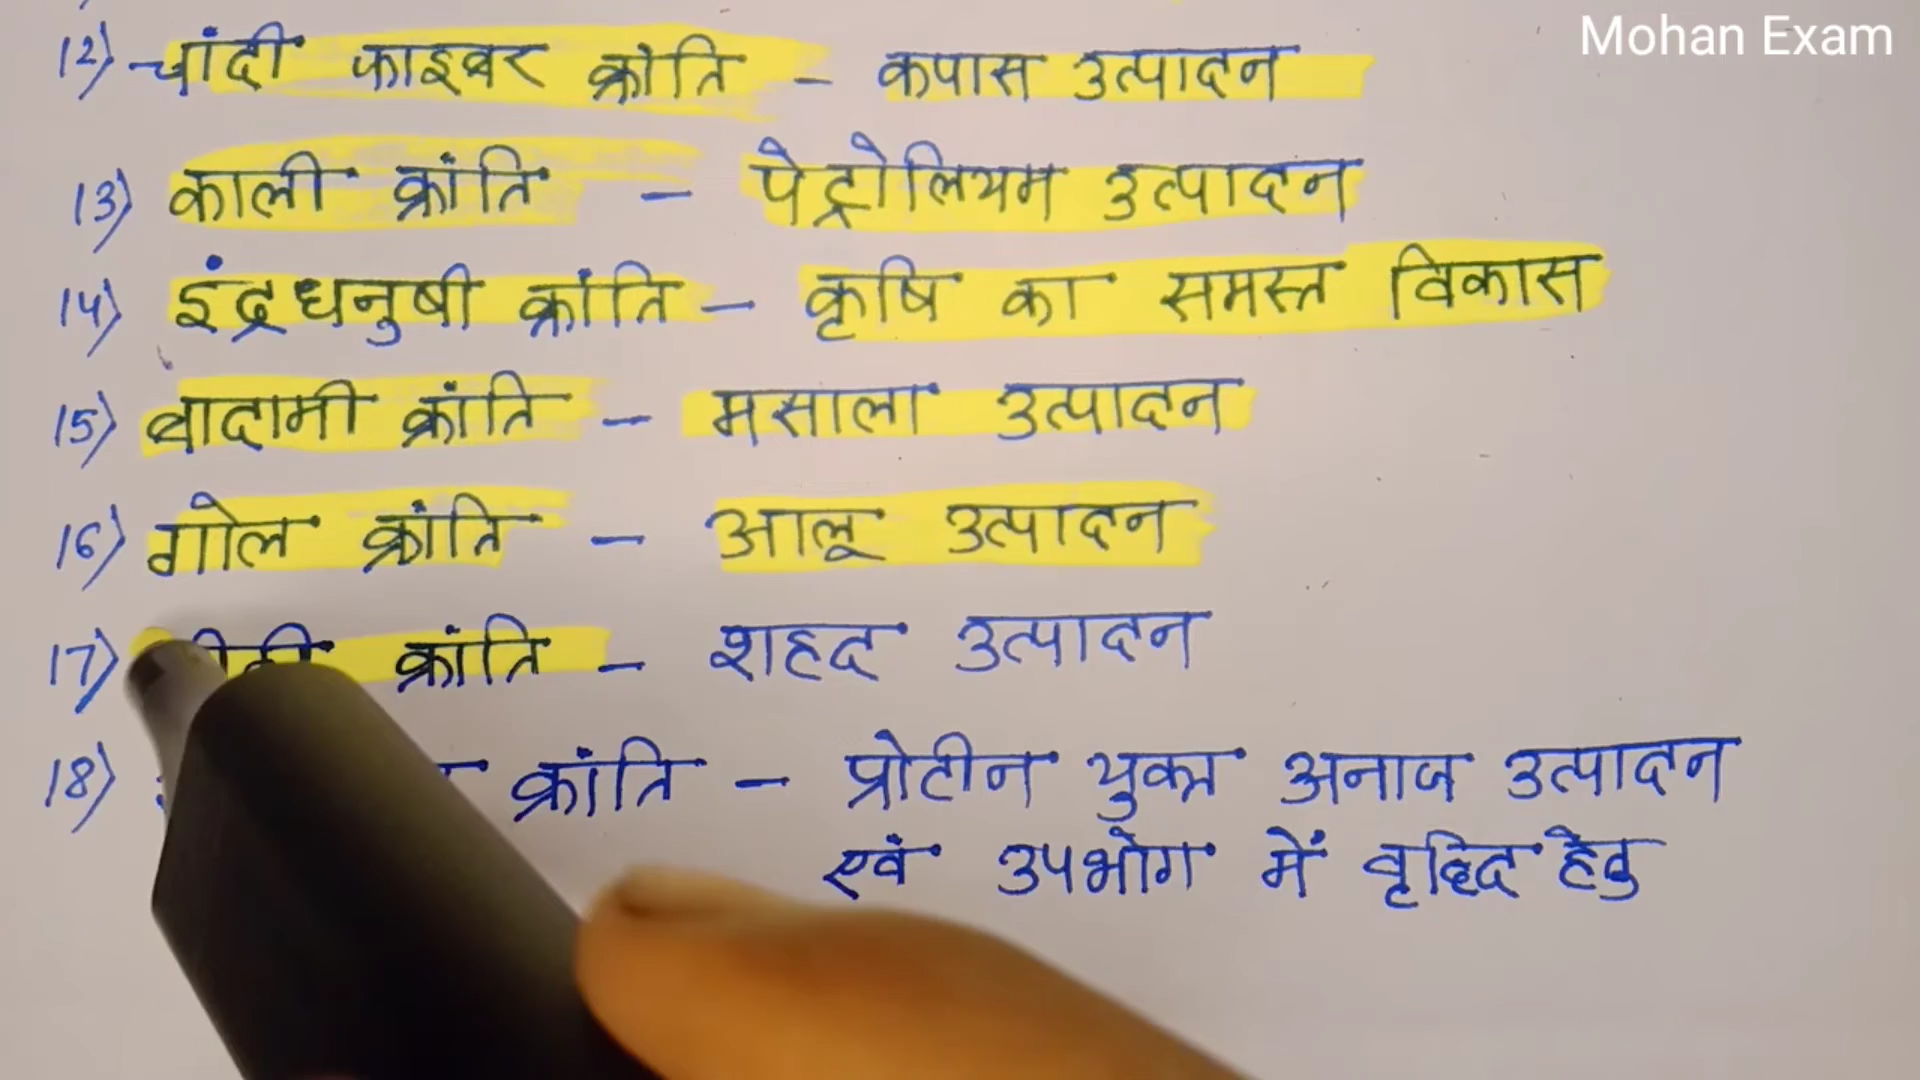 Mohan Exam
12) चांदी फाइबर क्रांति - कपास उत्पादन
13) काली क्रांति - पेट्रोलियम उत्पादन
14) इंद्रधनुषी क्रांति - कृषि का समस्त विकास
15) बादामी क्रांति - मसाला उत्पादन
16) गोल क्रांति - आलू उत्पादन
17) क्रांति - शहद उत्पादन
18) क्रांति - प्रोटीन युक्त अनाज उत्पादन
एवं उपभोग में वृद्धि हेतु